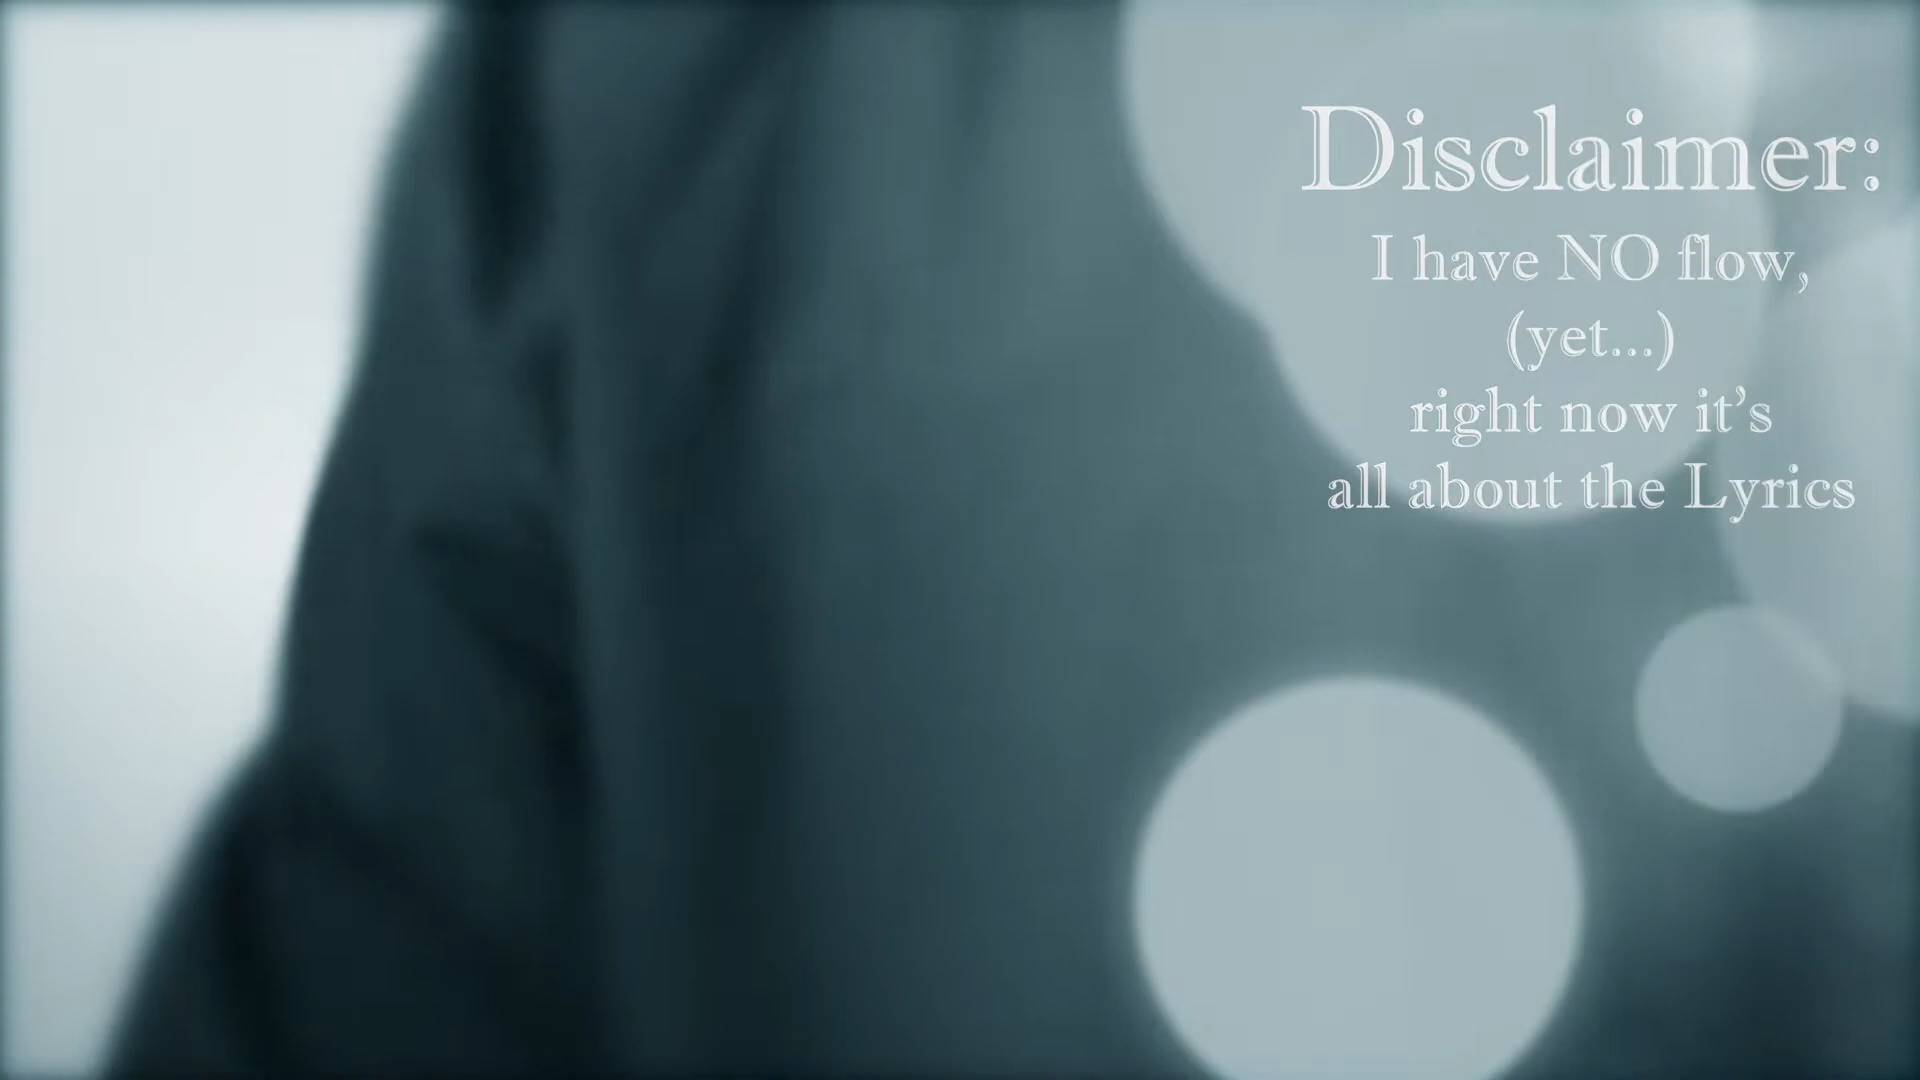 Disclaimer:
I have NO flow,
(yet...)
right now it's
all about the Lyrics